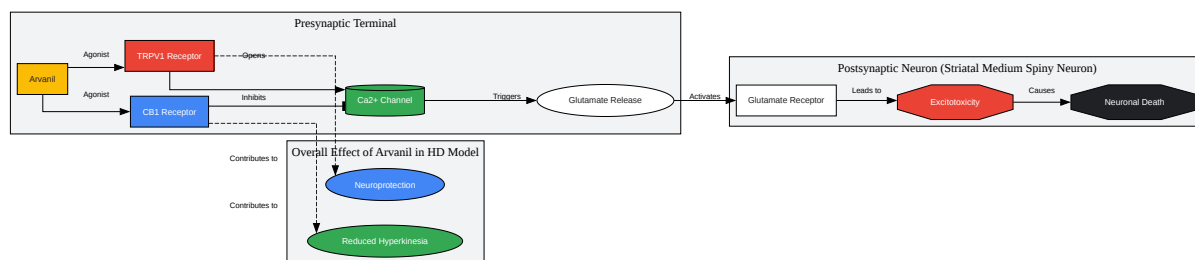 Presynaptic Terminal
Arvanil
Agonist
Agonist
TRPV1 Receptor
CB1 Receptor
Opens
Inhibits
Ca2+ Channel
Triggers
Glutamate Release
Activates
Postsynaptic Neuron (Striatal Medium Spiny Neuron)
Glutamate Receptor
Leads to
Excitotoxicity
Causes
Neuronal Death
Contributes to
Contributes to
Overall Effect of Arvanil in HD Model
Neuroprotection
Reduced Hyperkinesia